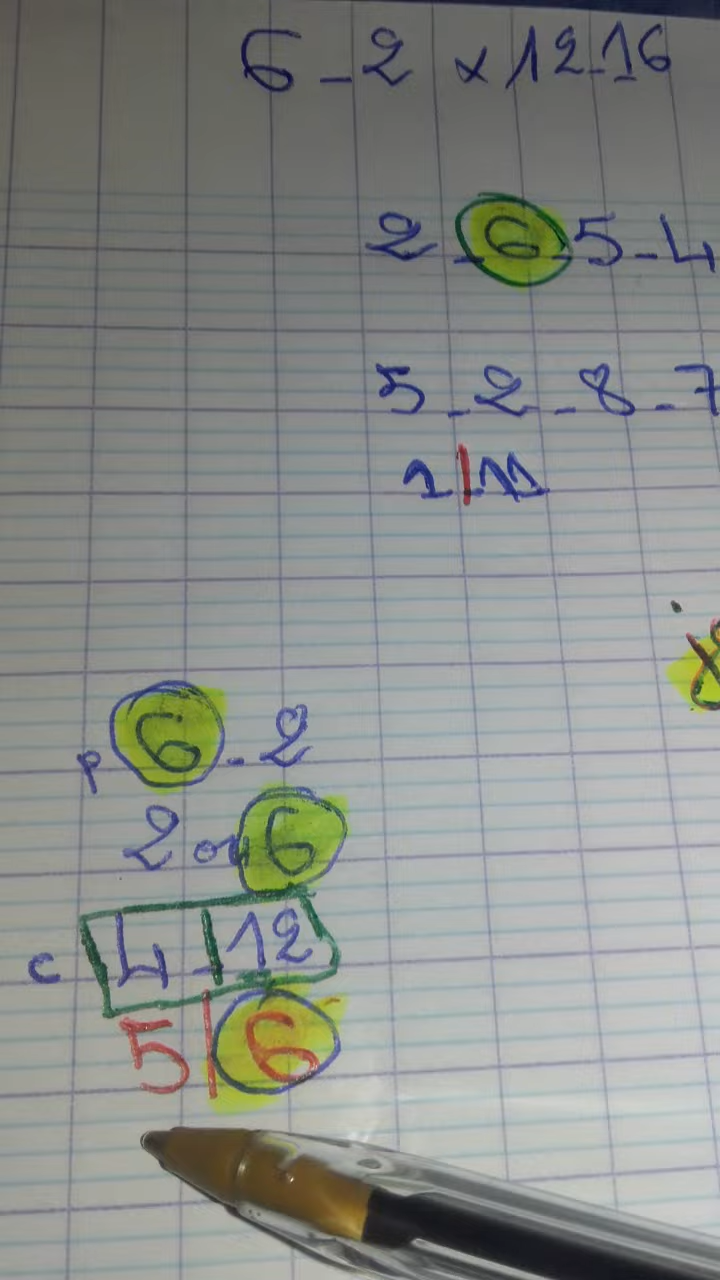 6 - 2 x 12-16
2 - 6 - 5 - 4
5 - 2 - 8 - 7
1 | 11
P 6 - 2
2 ou 6
C 4 - | 12
5 | 6